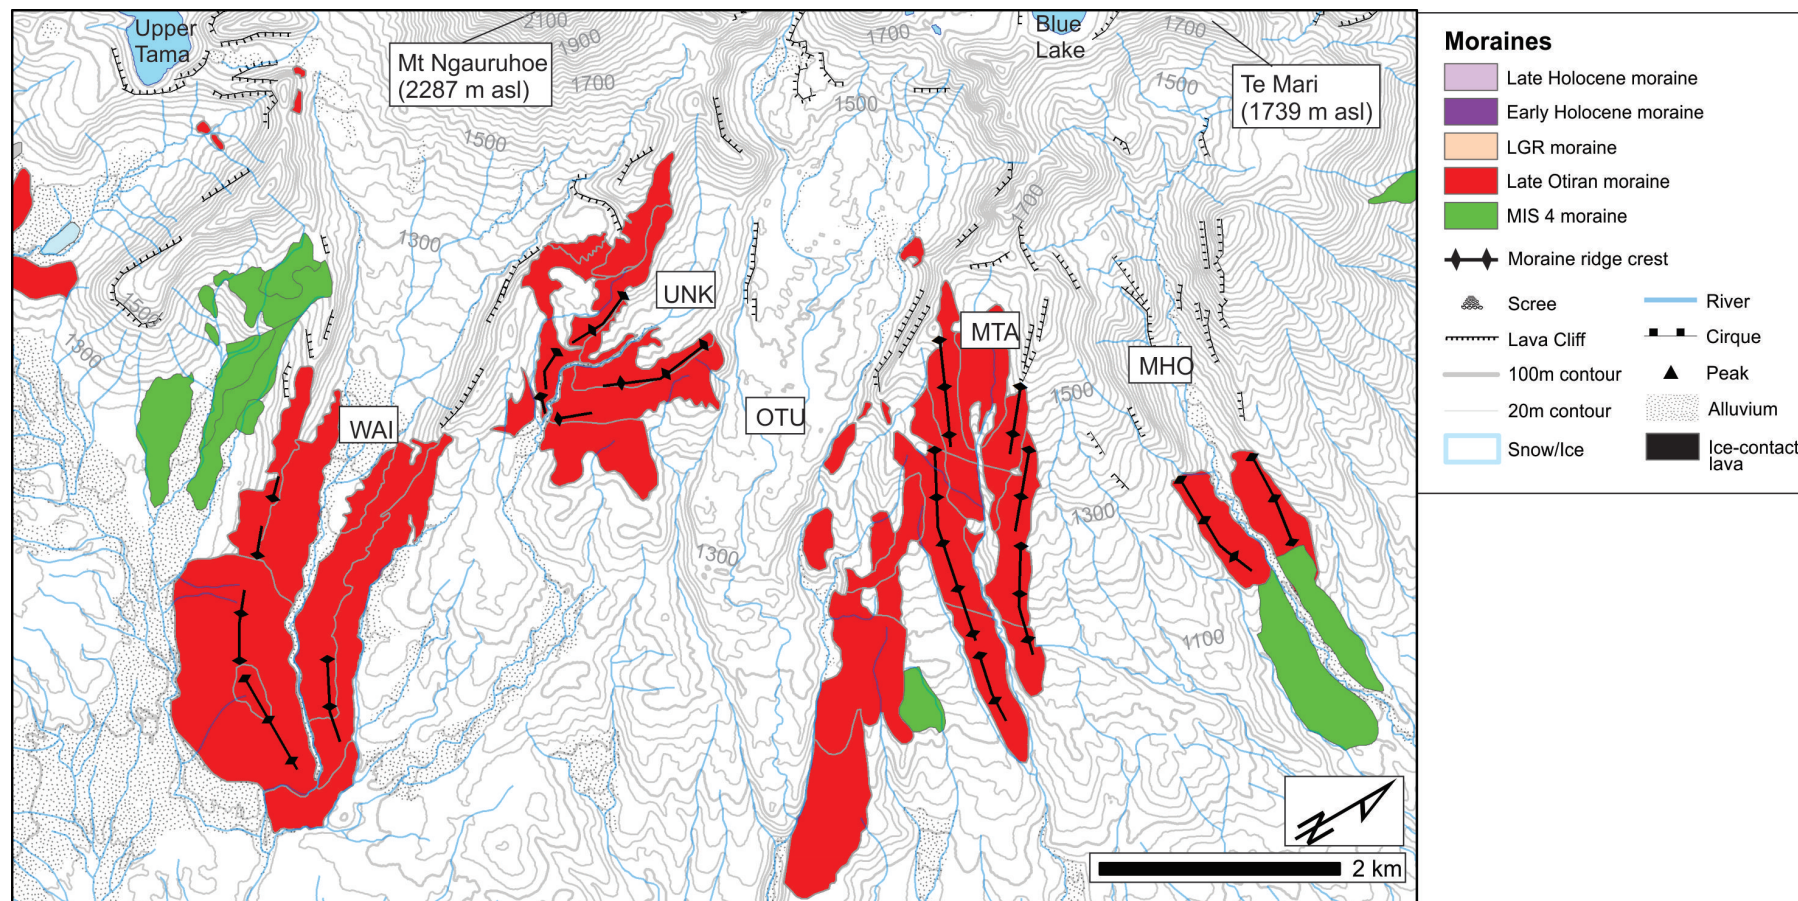 Upper
Tama
2100
1900
Mt Ngauruhoe
(2287 m asl)
1700
1500
1700
Blue
Lake
1700
1500
1500
Te Mari
(1739 m asl)
1300
1500
1300
1700
UNK
MTA
MHO
1500
WAI
OTU
1300
1300
1100
N
2 km
Moraines
Late Holocene moraine
Early Holocene moraine
LGR moraine
Late Otiran moraine
MIS 4 moraine
Moraine ridge crest
Scree
River
Lava Cliff
Cirque
100m contour
Peak
20m contour
Alluvium
Snow/Ice
Ice-contact
lava